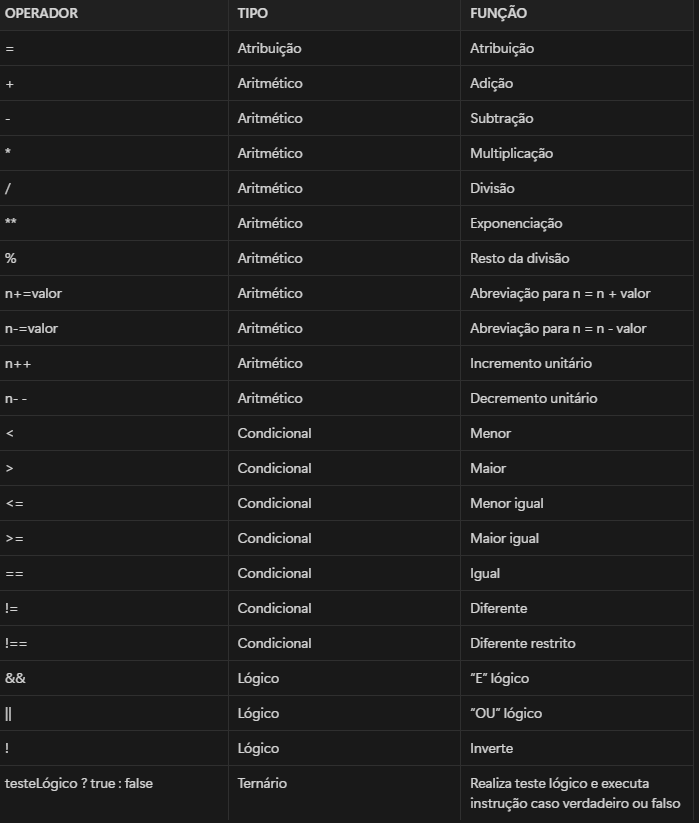 OPERADOR TIPO FUNÇÃO
= Atribuição Atribuição
+ Aritmético Adição
- Aritmético Subtração
* Aritmético Multiplicação
/ Aritmético Divisão
** Aritmético Exponenciação
% Aritmético Resto da divisão
n+=valor Aritmético Abreviação para n = n + valor
n-=valor Aritmético Abreviação para n = n - valor
n++ Aritmético Incremento unitário
n- - Aritmético Decremento unitário
< Condicional Menor
> Condicional Maior
<= Condicional Menor igual
>= Condicional Maior igual
== Condicional Igual
!= Condicional Diferente
!== Condicional Diferente restrito
&& Lógico “E” lógico
|| Lógico “OU” lógico
! Lógico Inverte
testeLógico ? true : false Ternário Realiza teste lógico e executa
instrução caso verdadeiro ou falso